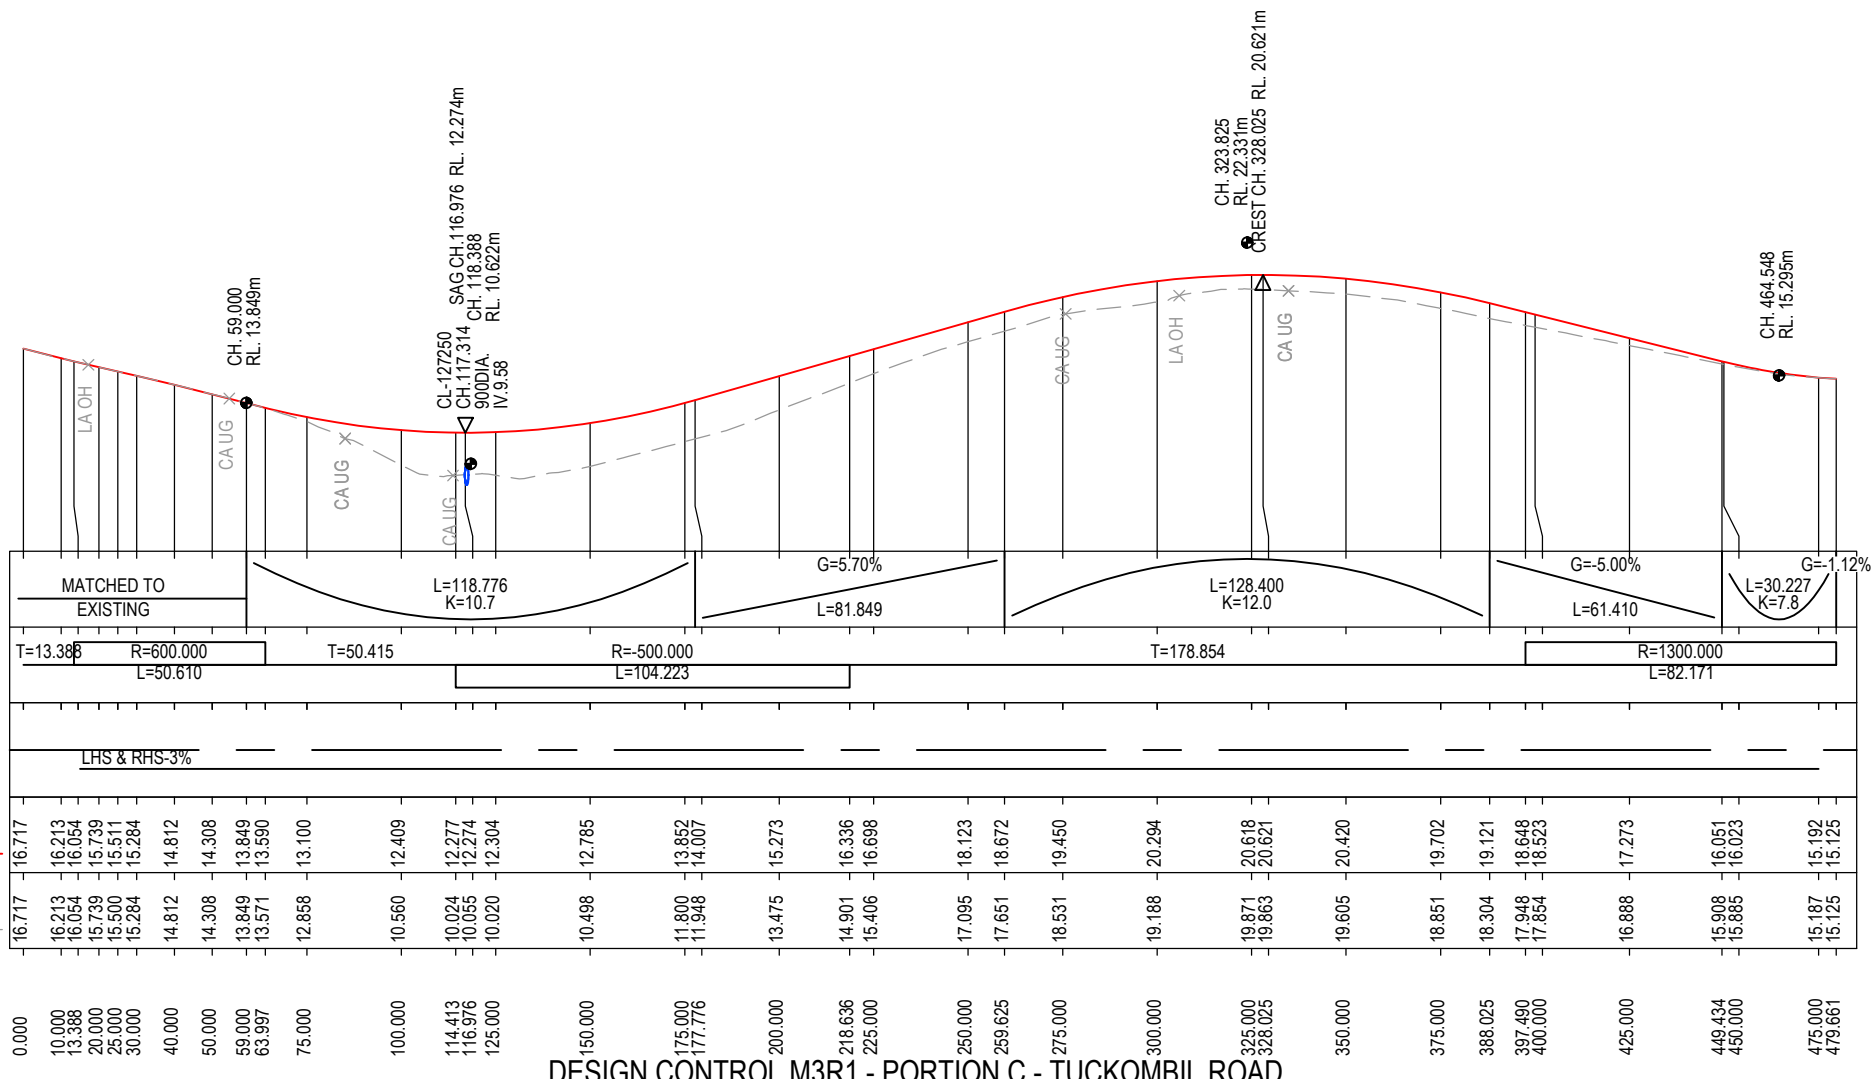 CH. 59.000
RL. 13.849m
CL-127250
CH.117.314
900DIA.
IV.9.58
SAG CH.116.976 RL. 12.274m
CH. 118.388
RL. 10.622m
CH. 323.825
RL. 22.331m
CREST CH. 328.025 RL. 20.621m
CH. 464.548
RL. 15.295m
LA OH
CA UG
CA UG
CA UG
CA UG
LA OH
CA UG
MATCHED TO
EXISTING
L=118.776
K=10.7
G=5.70%
L=81.849
L=128.400
K=12.0
G=-5.00%
L=61.410
G=-1.12%
L=30.227
K=7.8
T=13.388
R=600.000
L=50.610
T=50.415
R=-500.000
L=104.223
T=178.854
R=1300.000
L=82.171
LHS & RHS-3%
16.717 16.213 16.054 15.739 15.511 15.284 14.812 14.308 13.849 13.590 13.100 12.409 12.277 12.274 12.304 12.785 13.852 14.007 15.273 16.336 16.698 18.123 18.672 19.450 20.294 20.618 20.621 20.420 19.702 19.121 18.648 18.523 17.273 16.051 16.023 15.192 15.125
16.717 16.213 16.054 15.739 15.500 15.284 14.812 14.308 13.849 13.571 12.858 10.560 10.024 10.055 10.020 10.498 11.800 11.948 13.475 14.901 15.406 17.095 17.651 18.531 19.188 19.871 19.863 19.605 18.851 18.304 17.948 17.854 16.888 15.908 15.885 15.187 15.125
0.000 10.000 13.388 20.000 25.000 30.000 40.000 50.000 59.000 63.997 75.000 100.000 114.413 116.976 125.000 150.000 175.000 177.776 200.000 218.636 225.000 250.000 259.625 275.000 300.000 325.000 328.025 350.000 375.000 388.025 397.490 400.000 425.000 449.434 450.000 475.000 479.661
DESIGN CONTROL M3R1 - PORTION C - TUCKOMBIL ROAD